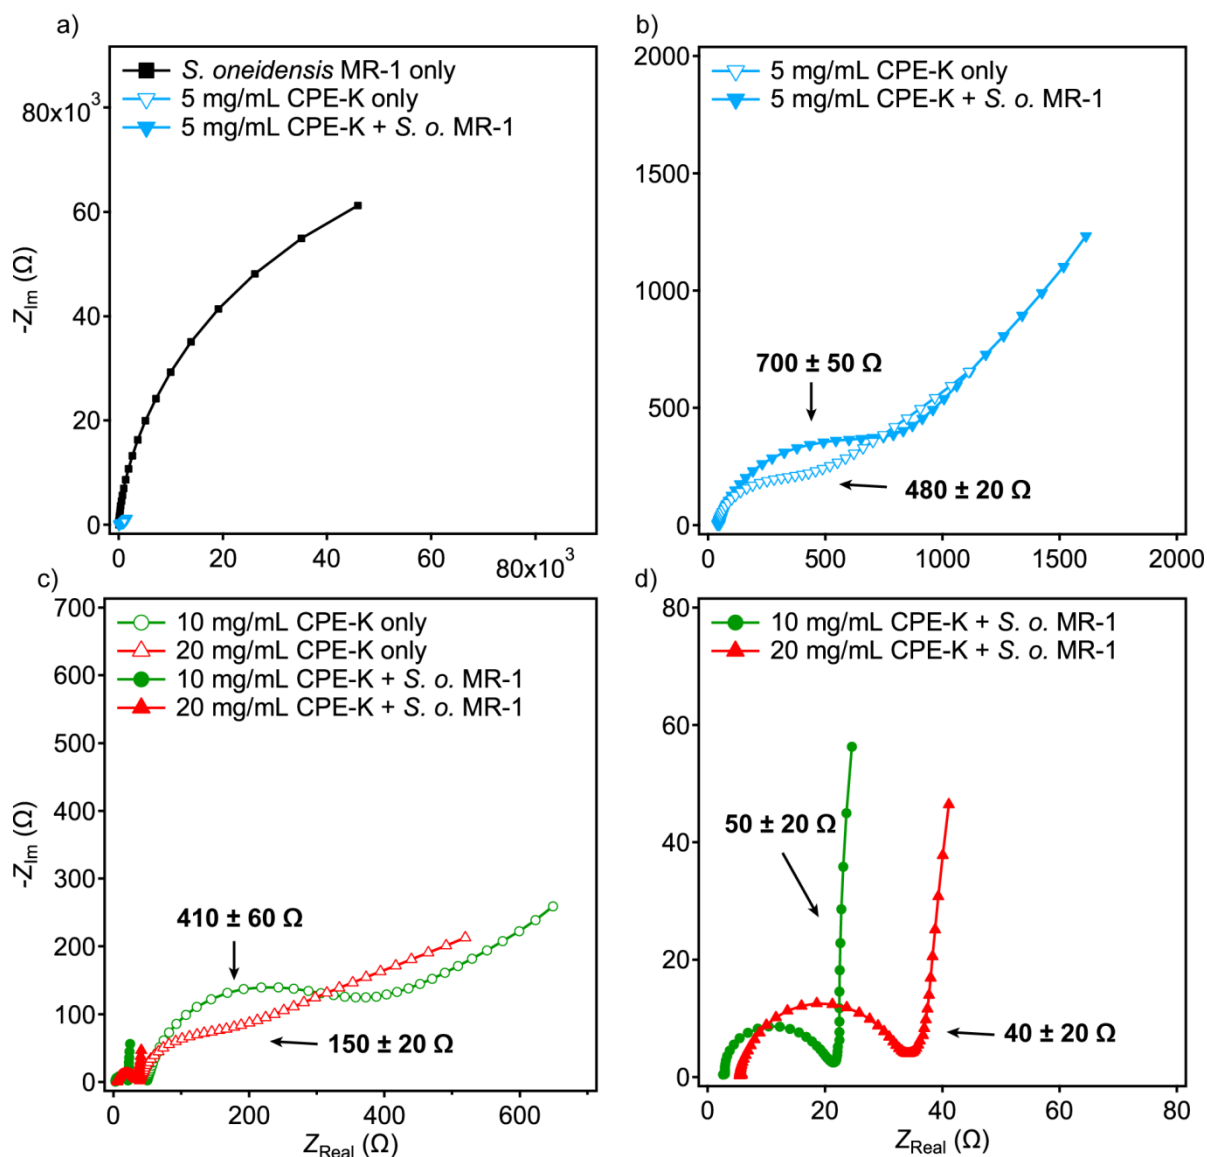 a)
S. oneidensis MR-1 only
5 mg/mL CPE-K only
5 mg/mL CPE-K + S. o. MR-1
80x10³
60
40
20
0
-Z_Im (Ω)
0
20
40
60
80x10³
b)
5 mg/mL CPE-K only
5 mg/mL CPE-K + S. o. MR-1
2000
1500
1000
500
0
700 ± 50 Ω
480 ± 20 Ω
0
500
1000
1500
2000
c)
10 mg/mL CPE-K only
20 mg/mL CPE-K only
10 mg/mL CPE-K + S. o. MR-1
20 mg/mL CPE-K + S. o. MR-1
700
600
500
400
300
200
100
0
-Z_Im (Ω)
410 ± 60 Ω
150 ± 20 Ω
0
200
400
600
Z_Real (Ω)
d)
10 mg/mL CPE-K + S. o. MR-1
20 mg/mL CPE-K + S. o. MR-1
80
60
40
20
0
50 ± 20 Ω
40 ± 20 Ω
0
20
40
60
80
Z_Real (Ω)